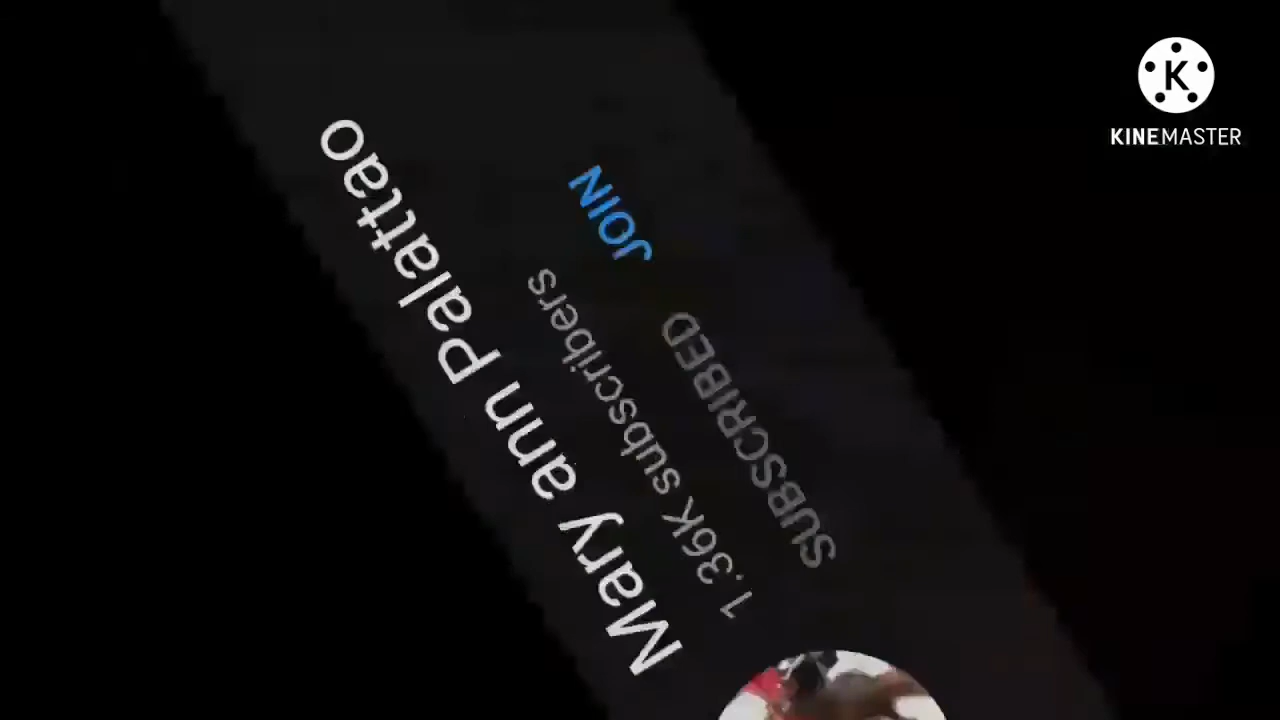 Mary ann Palattao
1.36K subscribers
JOIN
SUBSCRIBED
K
KINEMASTER